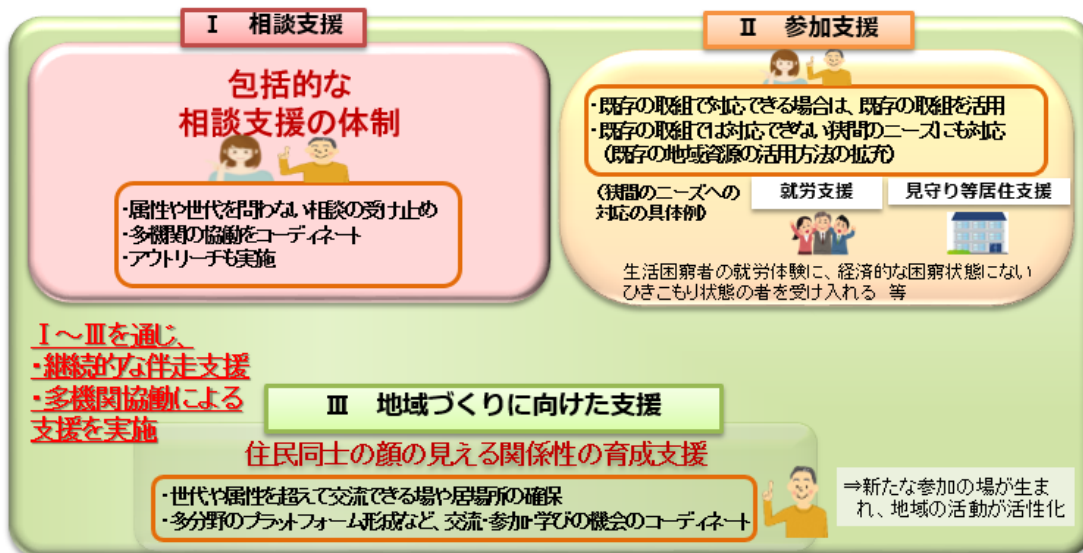 Ⅰ 相談支援
包括的な
相談支援の体制
・属性や世代を問わない相談の受け止め
・多機関の協働をコーディネート
・アウトリーチも実施
Ⅱ 参加支援
・既存の取組で対応できる場合は、既存の取組を活用
・既存の取組では対応できない狭間のニーズにも対応
（既存の地域資源の活用方法の拡充）
（狭間のニーズへの
対応の具体例）
就労支援
見守り等居住支援
生活困窮者の就労体験に、経済的な困窮状態にない
ひきこもり状態の者を受け入れる 等
Ⅰ～Ⅲを通じ、
・継続的な伴走支援
・多機関協働による
支援を実施
Ⅲ 地域づくりに向けた支援
住民同士の顔の見える関係性の育成支援
・世代や属性を超えて交流できる場や居場所の確保
・多分野のプラットフォーム形成など、交流・参加・学びの機会のコーディネート
⇒新たな参加の場が生ま
れ、地域の活動が活性化